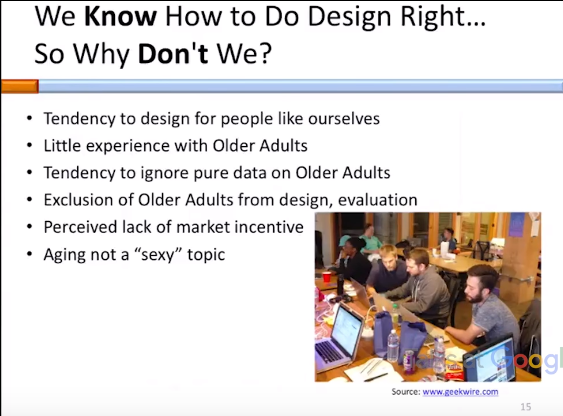 We Know How to Do Design Right…
So Why Don't We?
• Tendency to design for people like ourselves
• Little experience with Older Adults
• Tendency to ignore pure data on Older Adults
• Exclusion of Older Adults from design, evaluation
• Perceived lack of market incentive
• Aging not a “sexy” topic
Googl
Source: www.geekwire.com
15